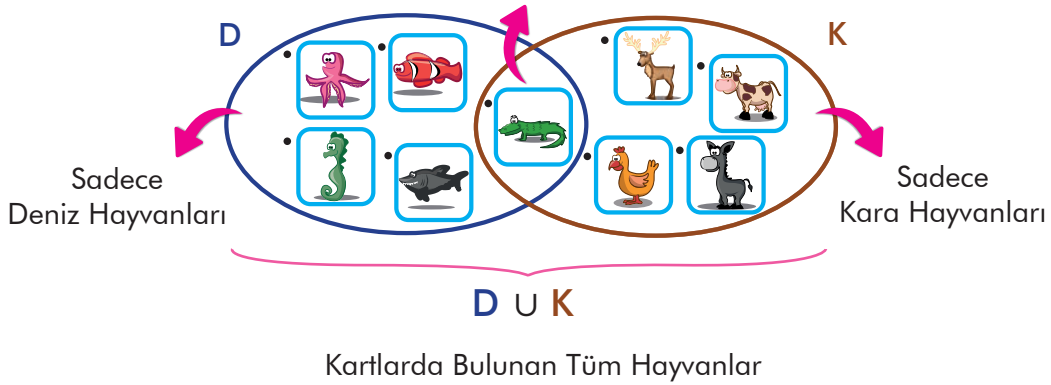 D
K
Sadece
Deniz Hayvanları
Sadece
Kara Hayvanları
D ∪ K
Kartlarda Bulunan Tüm Hayvanlar